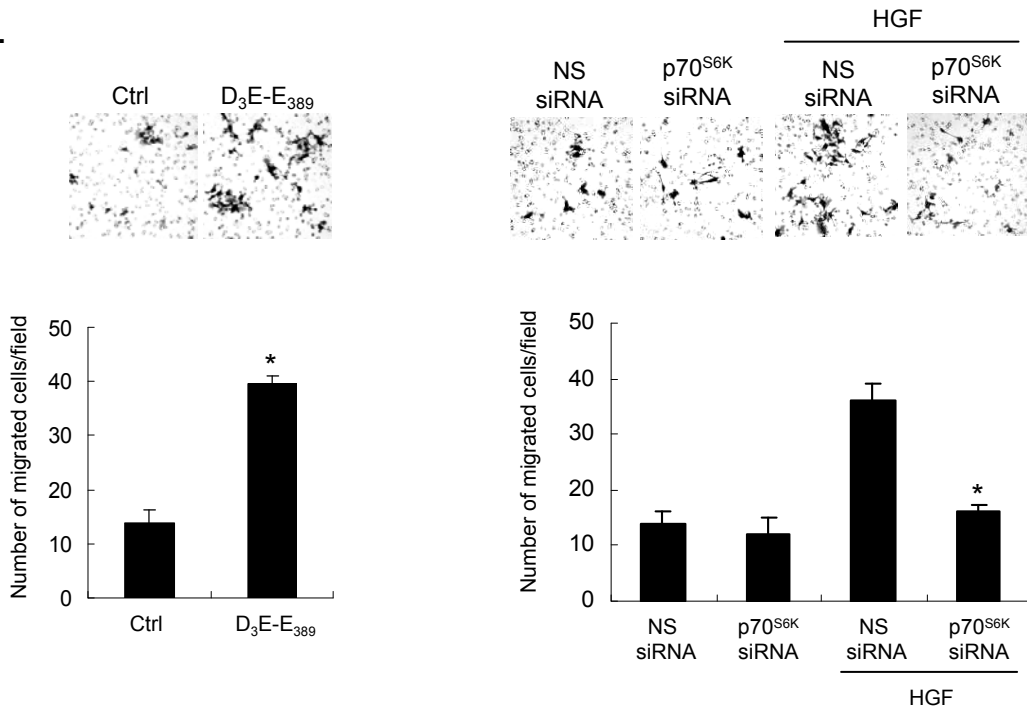 HGF
Ctrl D₃E-E₃₈₉
NS siRNA p70ˢ⁶ᴷ siRNA NS siRNA p70ˢ⁶ᴷ siRNA
Number of migrated cells/field
50
40
30
20
10
0
*
Ctrl D₃E-E₃₈₉
Number of migrated cells/field
50
40
30
20
10
0
*
NS siRNA p70ˢ⁶ᴷ siRNA NS siRNA p70ˢ⁶ᴷ siRNA
HGF